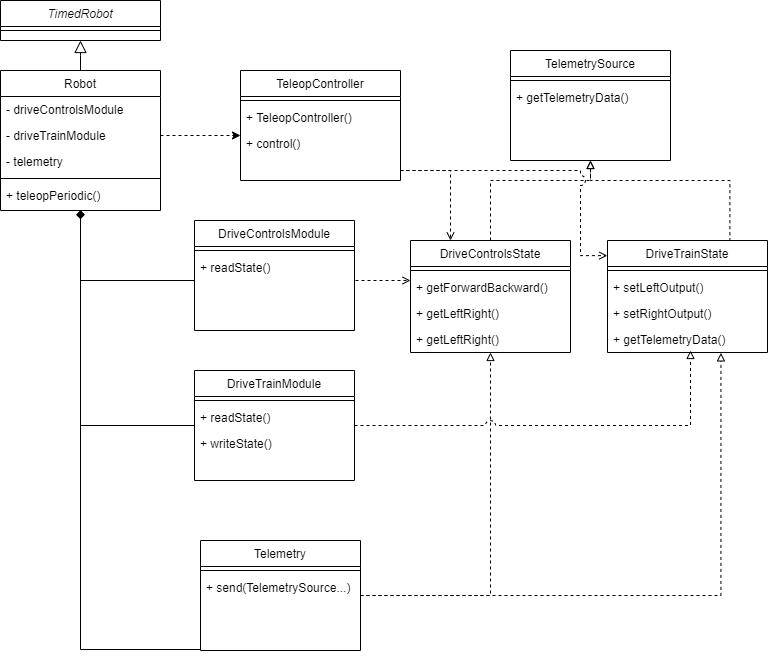 TimedRobot
Robot
- driveControlsModule
- driveTrainModule
- telemetry
+ teleopPeriodic()
TeleopController
+ TeleopController()
+ control()
TelemetrySource
+ getTelemetryData()
DriveControlsModule
+ readState()
DriveControlsState
+ getForwardBackward()
+ getLeftRight()
+ getLeftRight()
DriveTrainState
+ setLeftOutput()
+ setRightOutput()
+ getTelemetryData()
DriveTrainModule
+ readState()
+ writeState()
Telemetry
+ send(TelemetrySource...)